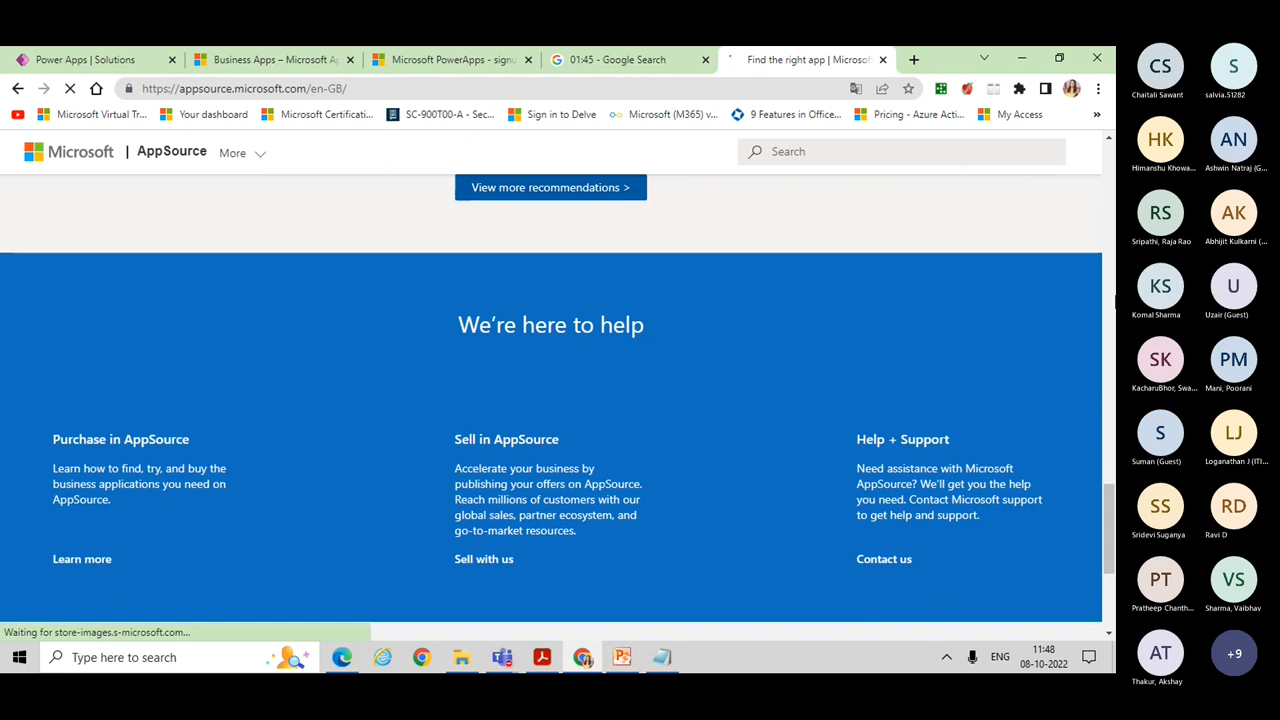 Power Apps | Solutions
Business Apps – Microsoft A
Microsoft PowerApps - signu
01:45 - Google Search
Find the right app | Microsof
https://appsource.microsoft.com/en-GB/
Microsoft Virtual Tr...
Your dashboard
Microsoft Certificati...
SC-900T00-A - Sec...
Sign in to Delve
Microsoft (M365) v...
9 Features in Office...
Pricing - Azure Acti...
My Access
»
Microsoft | AppSource More
Search
View more recommendations >
We're here to help
Purchase in AppSource
Learn how to find, try, and buy the
business applications you need on
AppSource.
Learn more
Sell in AppSource
Accelerate your business by
publishing your offers on AppSource.
Reach millions of customers with our
global sales, partner ecosystem, and
go-to-market resources.
Sell with us
Help + Support
Need assistance with Microsoft
AppSource? We'll get you the help
you need. Contact Microsoft support
to get help and support.
Contact us
Waiting for store-images.s-microsoft.com...
Type here to search
ENG
11:48
08-10-2022
CS
Chaitali Sawant
S
salvia.51282
HK
Himanshu Khowa...
AN
Ashwin Natraj (G...
RS
Sripathi, Raja Rao
AK
Abhijit Kulkarni (...
KS
Komal Sharma
U
Uzair (Guest)
SK
KacharuBhor, Swa...
PM
Mani, Poorani
S
Suman (Guest)
LJ
Loganathan J (ITI...
SS
Sridevi Suganya
RD
Ravi D
PT
Pratheep Chanth...
VS
Sharma, Vaibhav
AT
Thakur, Akshay
+9